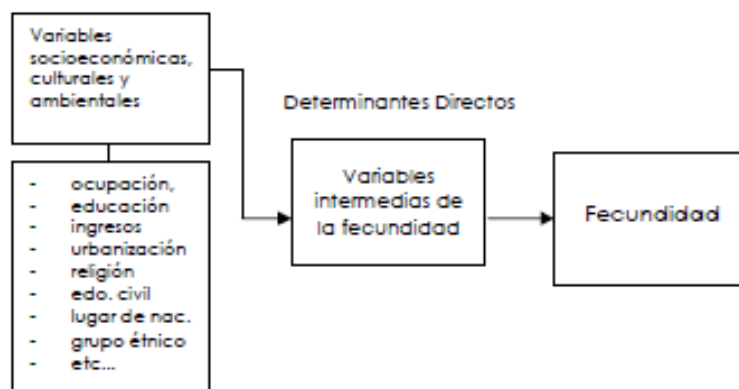 Variables
socioeconómicas,
culturales y
ambientales
- ocupación,
- educación
- ingresos
- urbanización
- religión
- edo. civil
- lugar de nac.
- grupo étnico
- etc...
Determinantes Directos
Variables
intermedias de
la fecundidad
Fecundidad